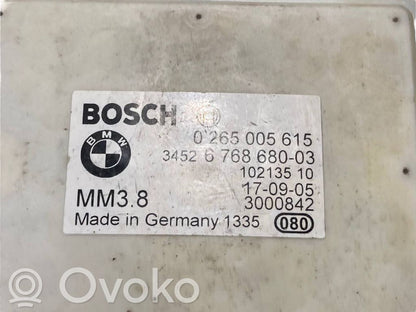 BOSCH
BMW
0 265 005 615
3452 6 768 680-03
102135 10
17-09-05
MM3.8
3000842
Made in Germany 1335
080
© Ovoko